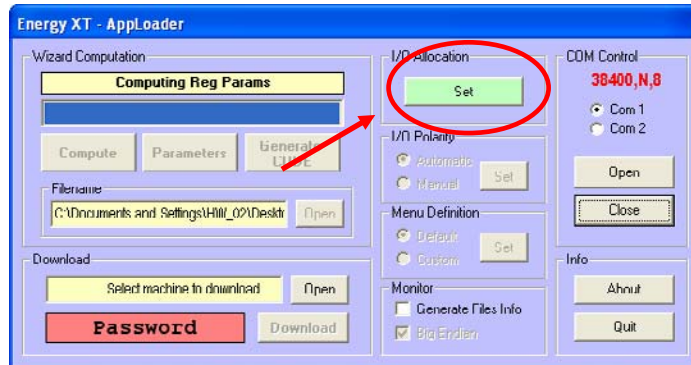 Energy XT - AppLoader
Wizard Computation
Computing Reg Params
Compute
Parameters
Generate
CODE
Filename
C:\Documents and Settings\HW_02\Deskt
Open
Download
Select machine to download
Open
Password
Download
I/O Allocation
Set
I/O Polarity
Automatic
Manual
Set
Menu Definition
Default
Custom
Set
Monitor
Generate Files Info
Big Endian
COM Control
38400,N,8
Com 1
Com 2
Open
Close
Info
About
Quit